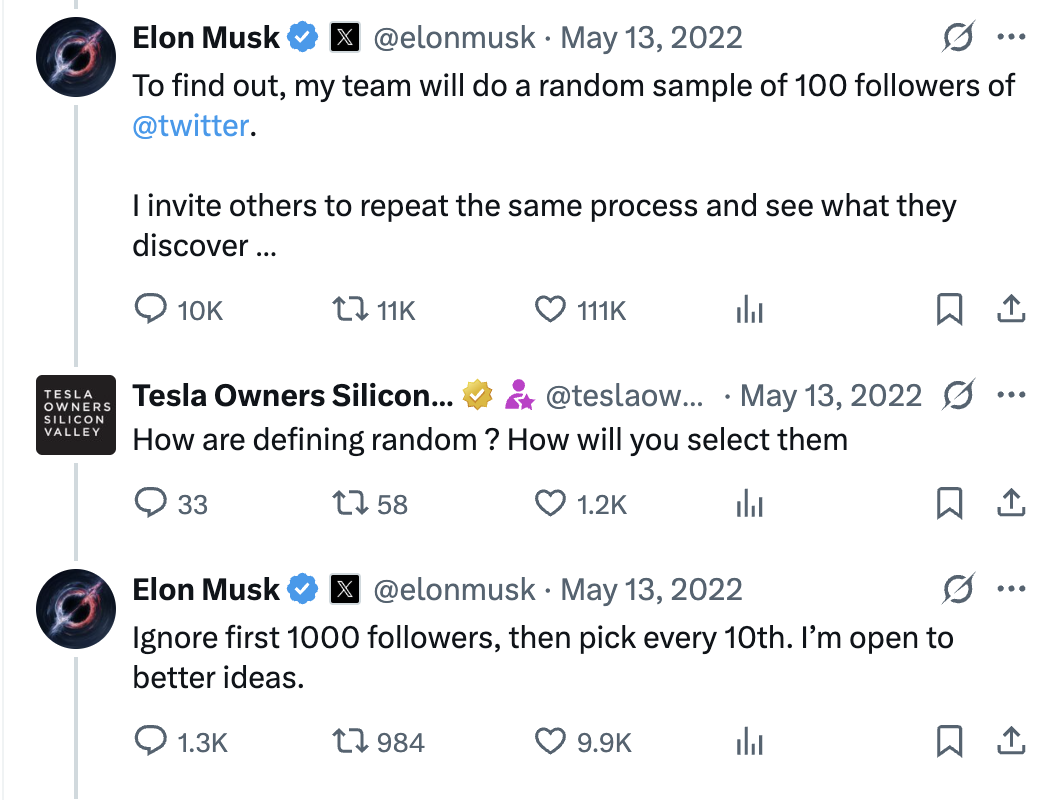 Elon Musk X @elonmusk · May 13, 2022
To find out, my team will do a random sample of 100 followers of
@twitter.
I invite others to repeat the same process and see what they
discover ...
10K 11K 111K
TESLA
OWNERS
SILICON
VALLEY
Tesla Owners Silicon... @teslaow... · May 13, 2022
How are defining random ? How will you select them
33 58 1.2K
Elon Musk X @elonmusk · May 13, 2022
Ignore first 1000 followers, then pick every 10th. I’m open to
better ideas.
1.3K 984 9.9K